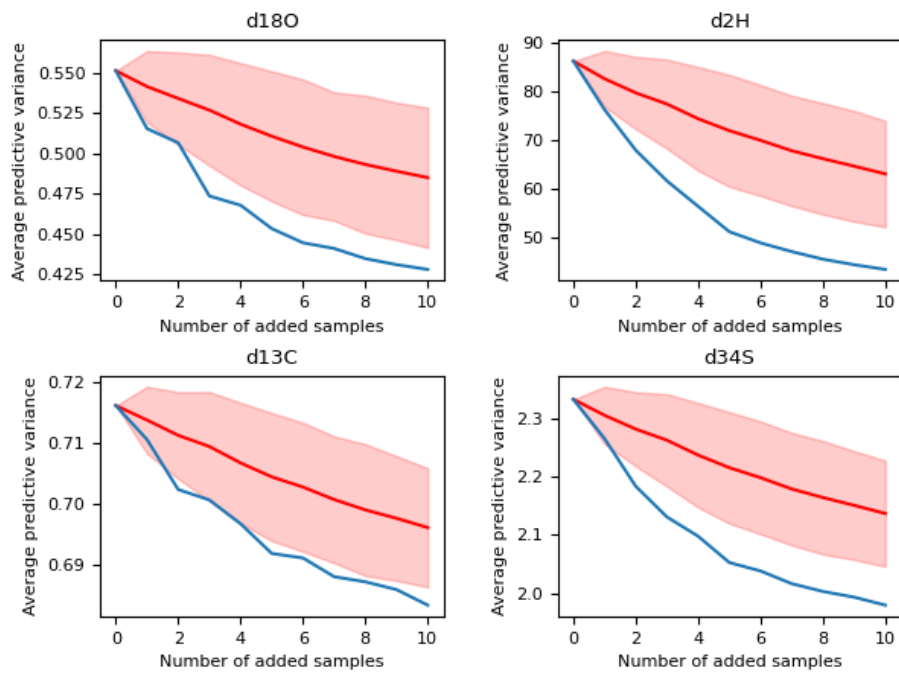 d18O
Average predictive variance
0.550
0.525
0.500
0.475
0.450
0.425
0 2 4 6 8 10
Number of added samples
d2H
Average predictive variance
90
80
70
60
50
0 2 4 6 8 10
Number of added samples
d13C
Average predictive variance
0.72
0.71
0.70
0.69
0 2 4 6 8 10
Number of added samples
d34S
Average predictive variance
2.3
2.2
2.1
2.0
0 2 4 6 8 10
Number of added samples